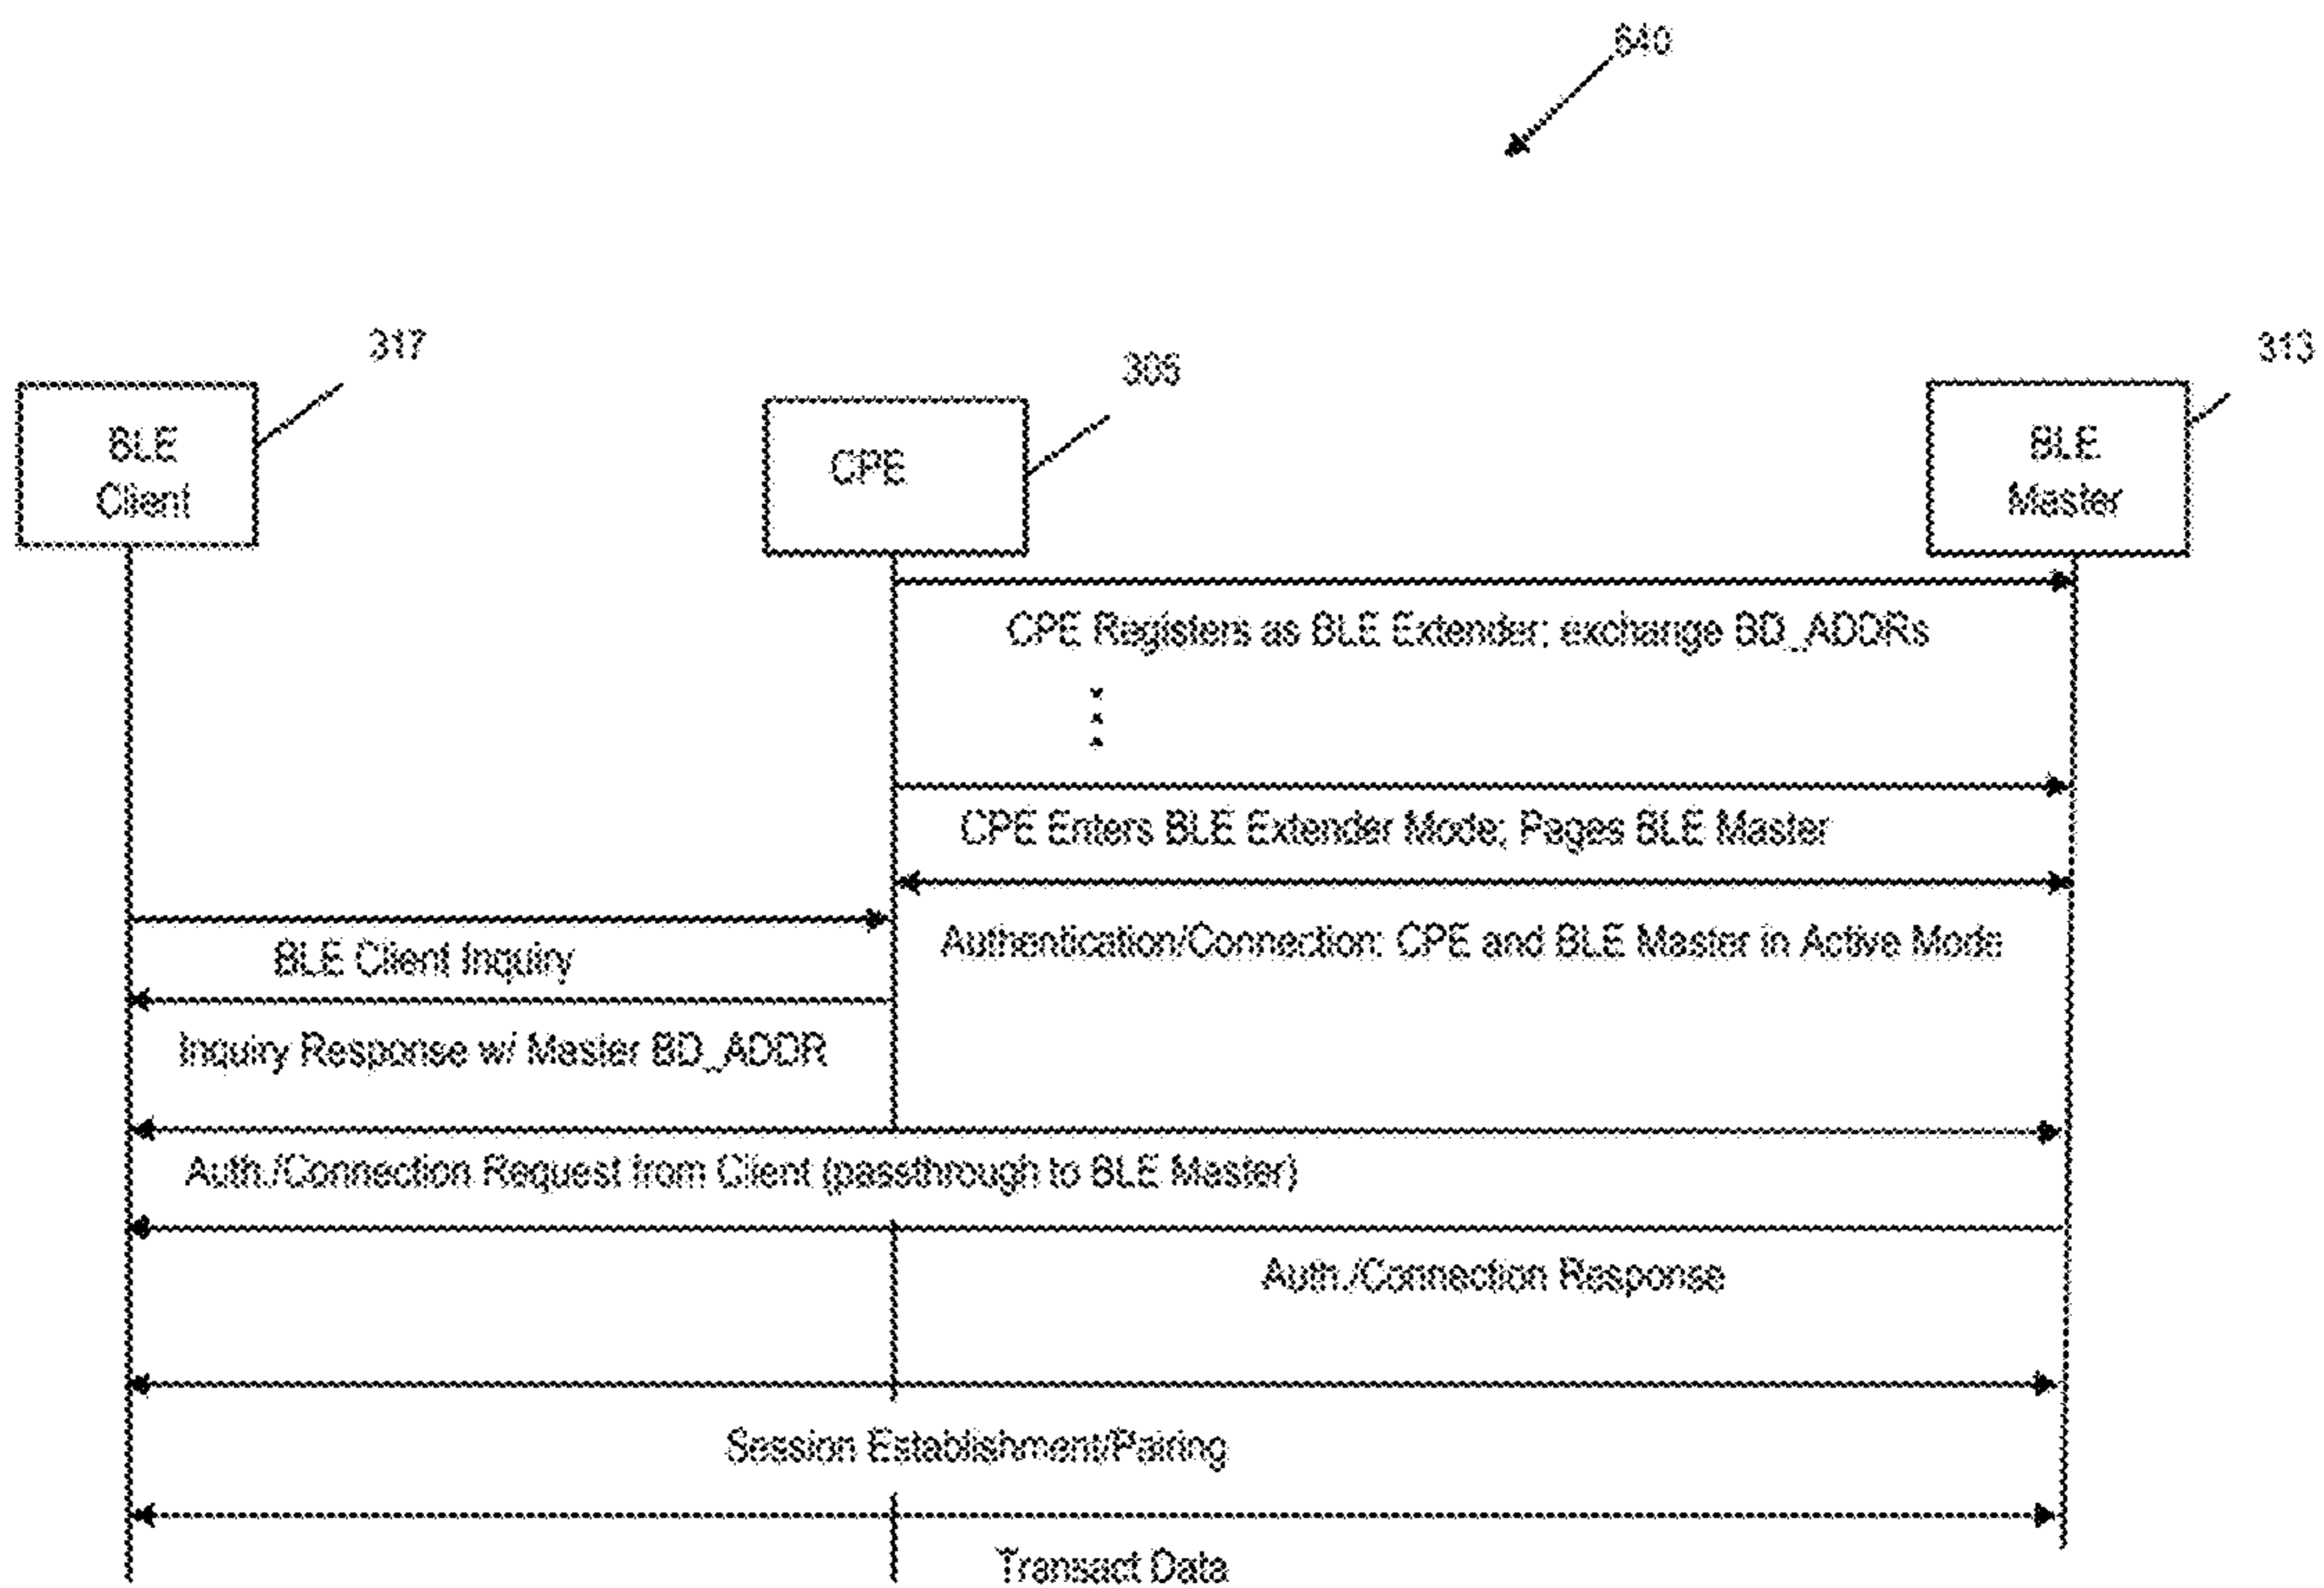 640
317
305
313
BLE
Client
CPE
BLE
Master
CPE Registers as BLE Extender; exchange BD_ADDRs
CPE Enters BLE Extender Mode; Pages BLE Master
Authentication/Connection: CPE and BLE Master in Active Mode
BLE Client Inquiry
Inquiry Response w/ Master BD_ADDR
Auth./Connection Request from Client (passthrough to BLE Master)
Auth./Connection Response
Session Establishment/Pairing
Transact Data